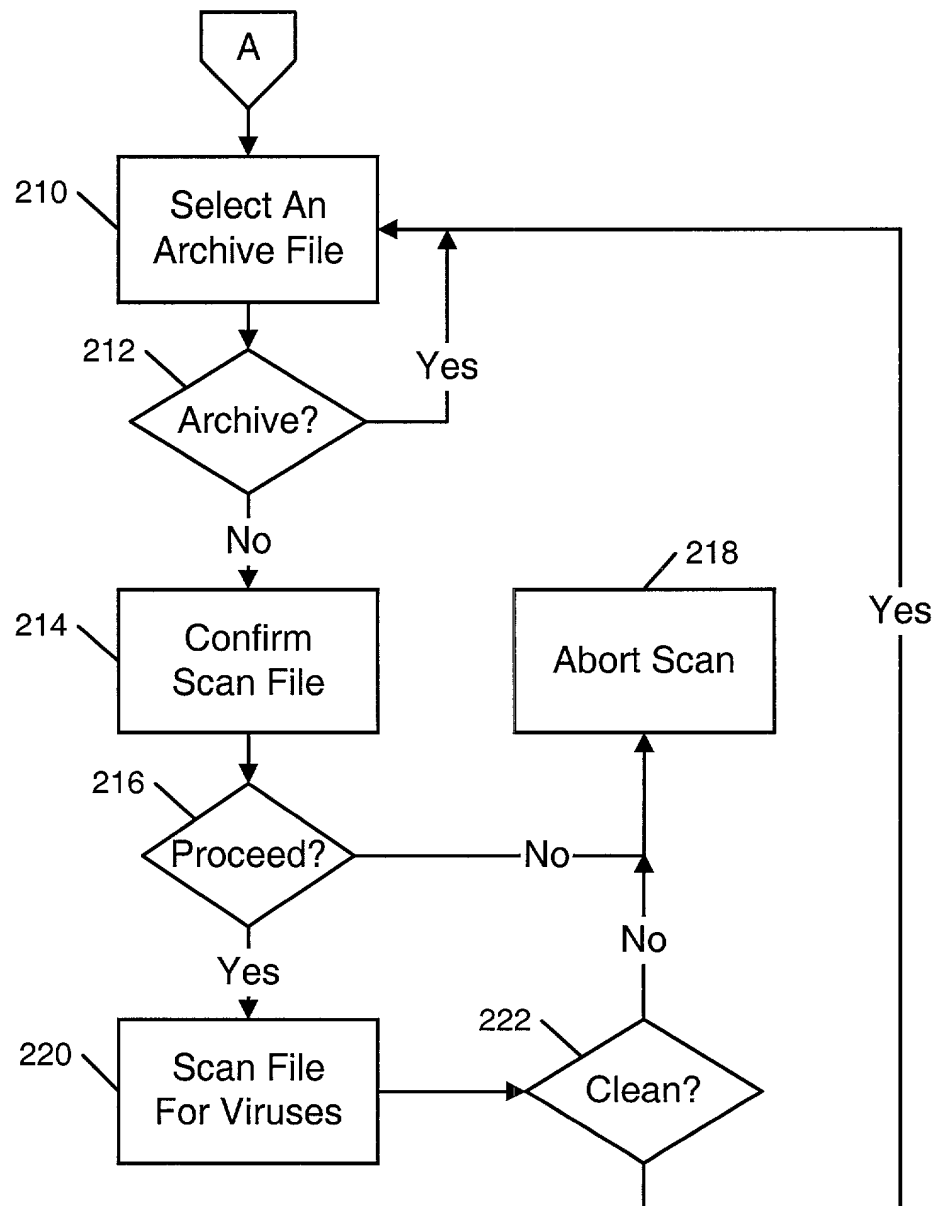 A
210
Select An
Archive File
212
Archive?
Yes
No
218
214
Confirm
Scan File
Abort Scan
Yes
216
Proceed?
No
No
Yes
222
220
Scan File
For Viruses
Clean?